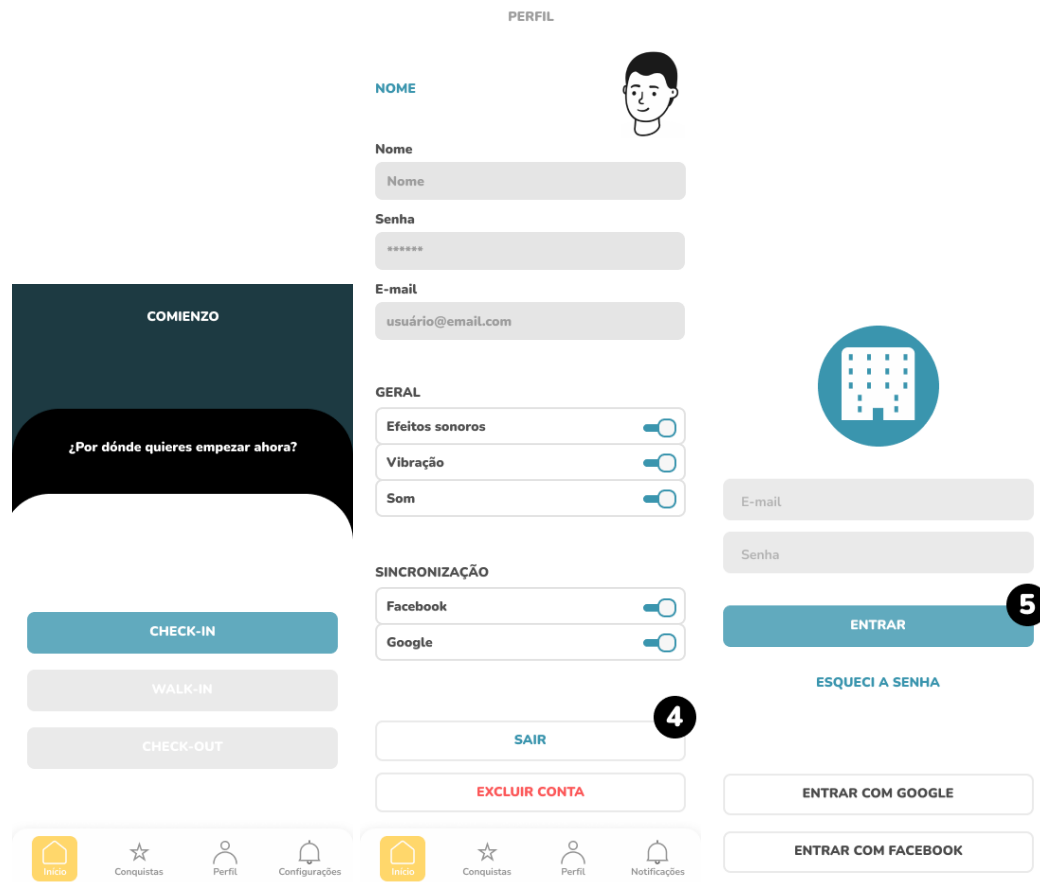 COMIENZO
¿Por dónde quieres empezar ahora?
CHECK-IN
WALK-IN
CHECK-OUT
Início
Conquistas
Perfil
Configurações
PERFIL
NOME
Nome
Nome
Senha
******
E-mail
usuário@email.com
GERAL
Efeitos sonoros
Vibração
Som
SINCRONIZAÇÃO
Facebook
Google
4
SAIR
EXCLUIR CONTA
Início
Conquistas
Perfil
Notificações
E-mail
Senha
5
ENTRAR
ESQUECI A SENHA
ENTRAR COM GOOGLE
ENTRAR COM FACEBOOK